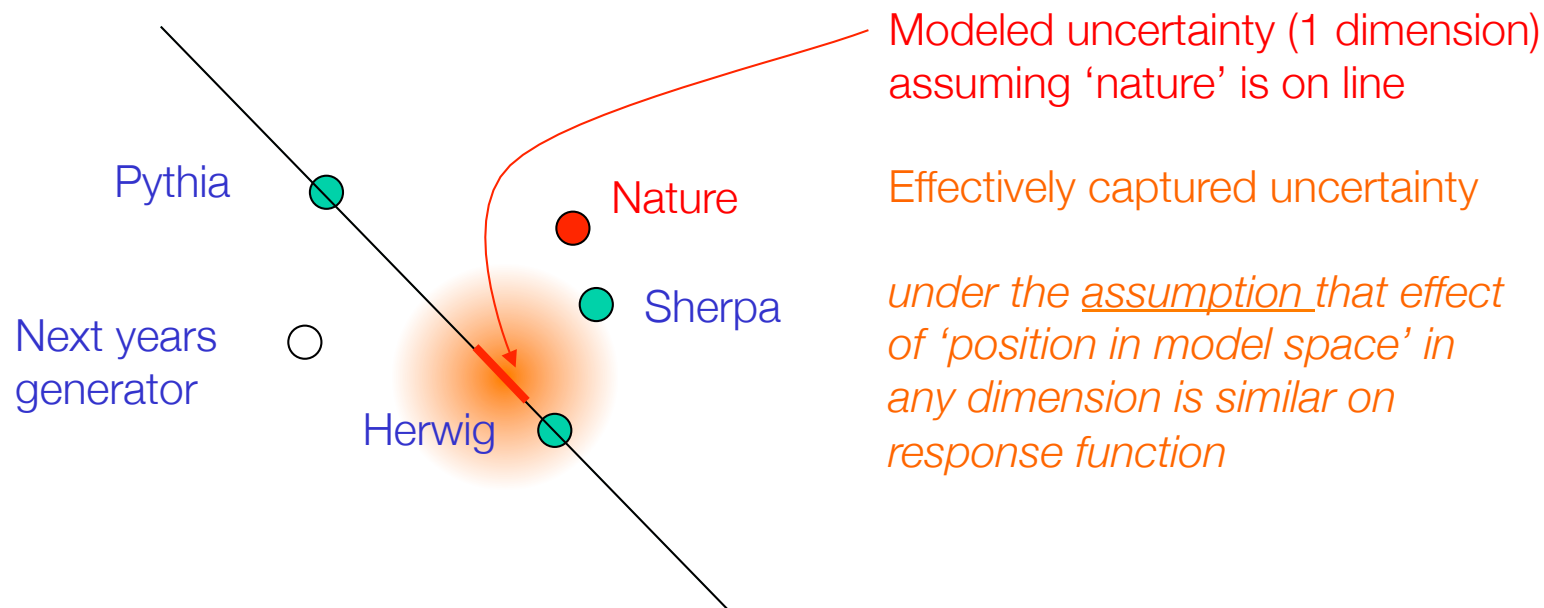 Modeled uncertainty (1 dimension)
assuming ‘nature’ is on line
Pythia
Nature
Effectively captured uncertainty
Sherpa
Next years
generator
Herwig
under the assumption that effect
of ‘position in model space’ in
any dimension is similar on
response function